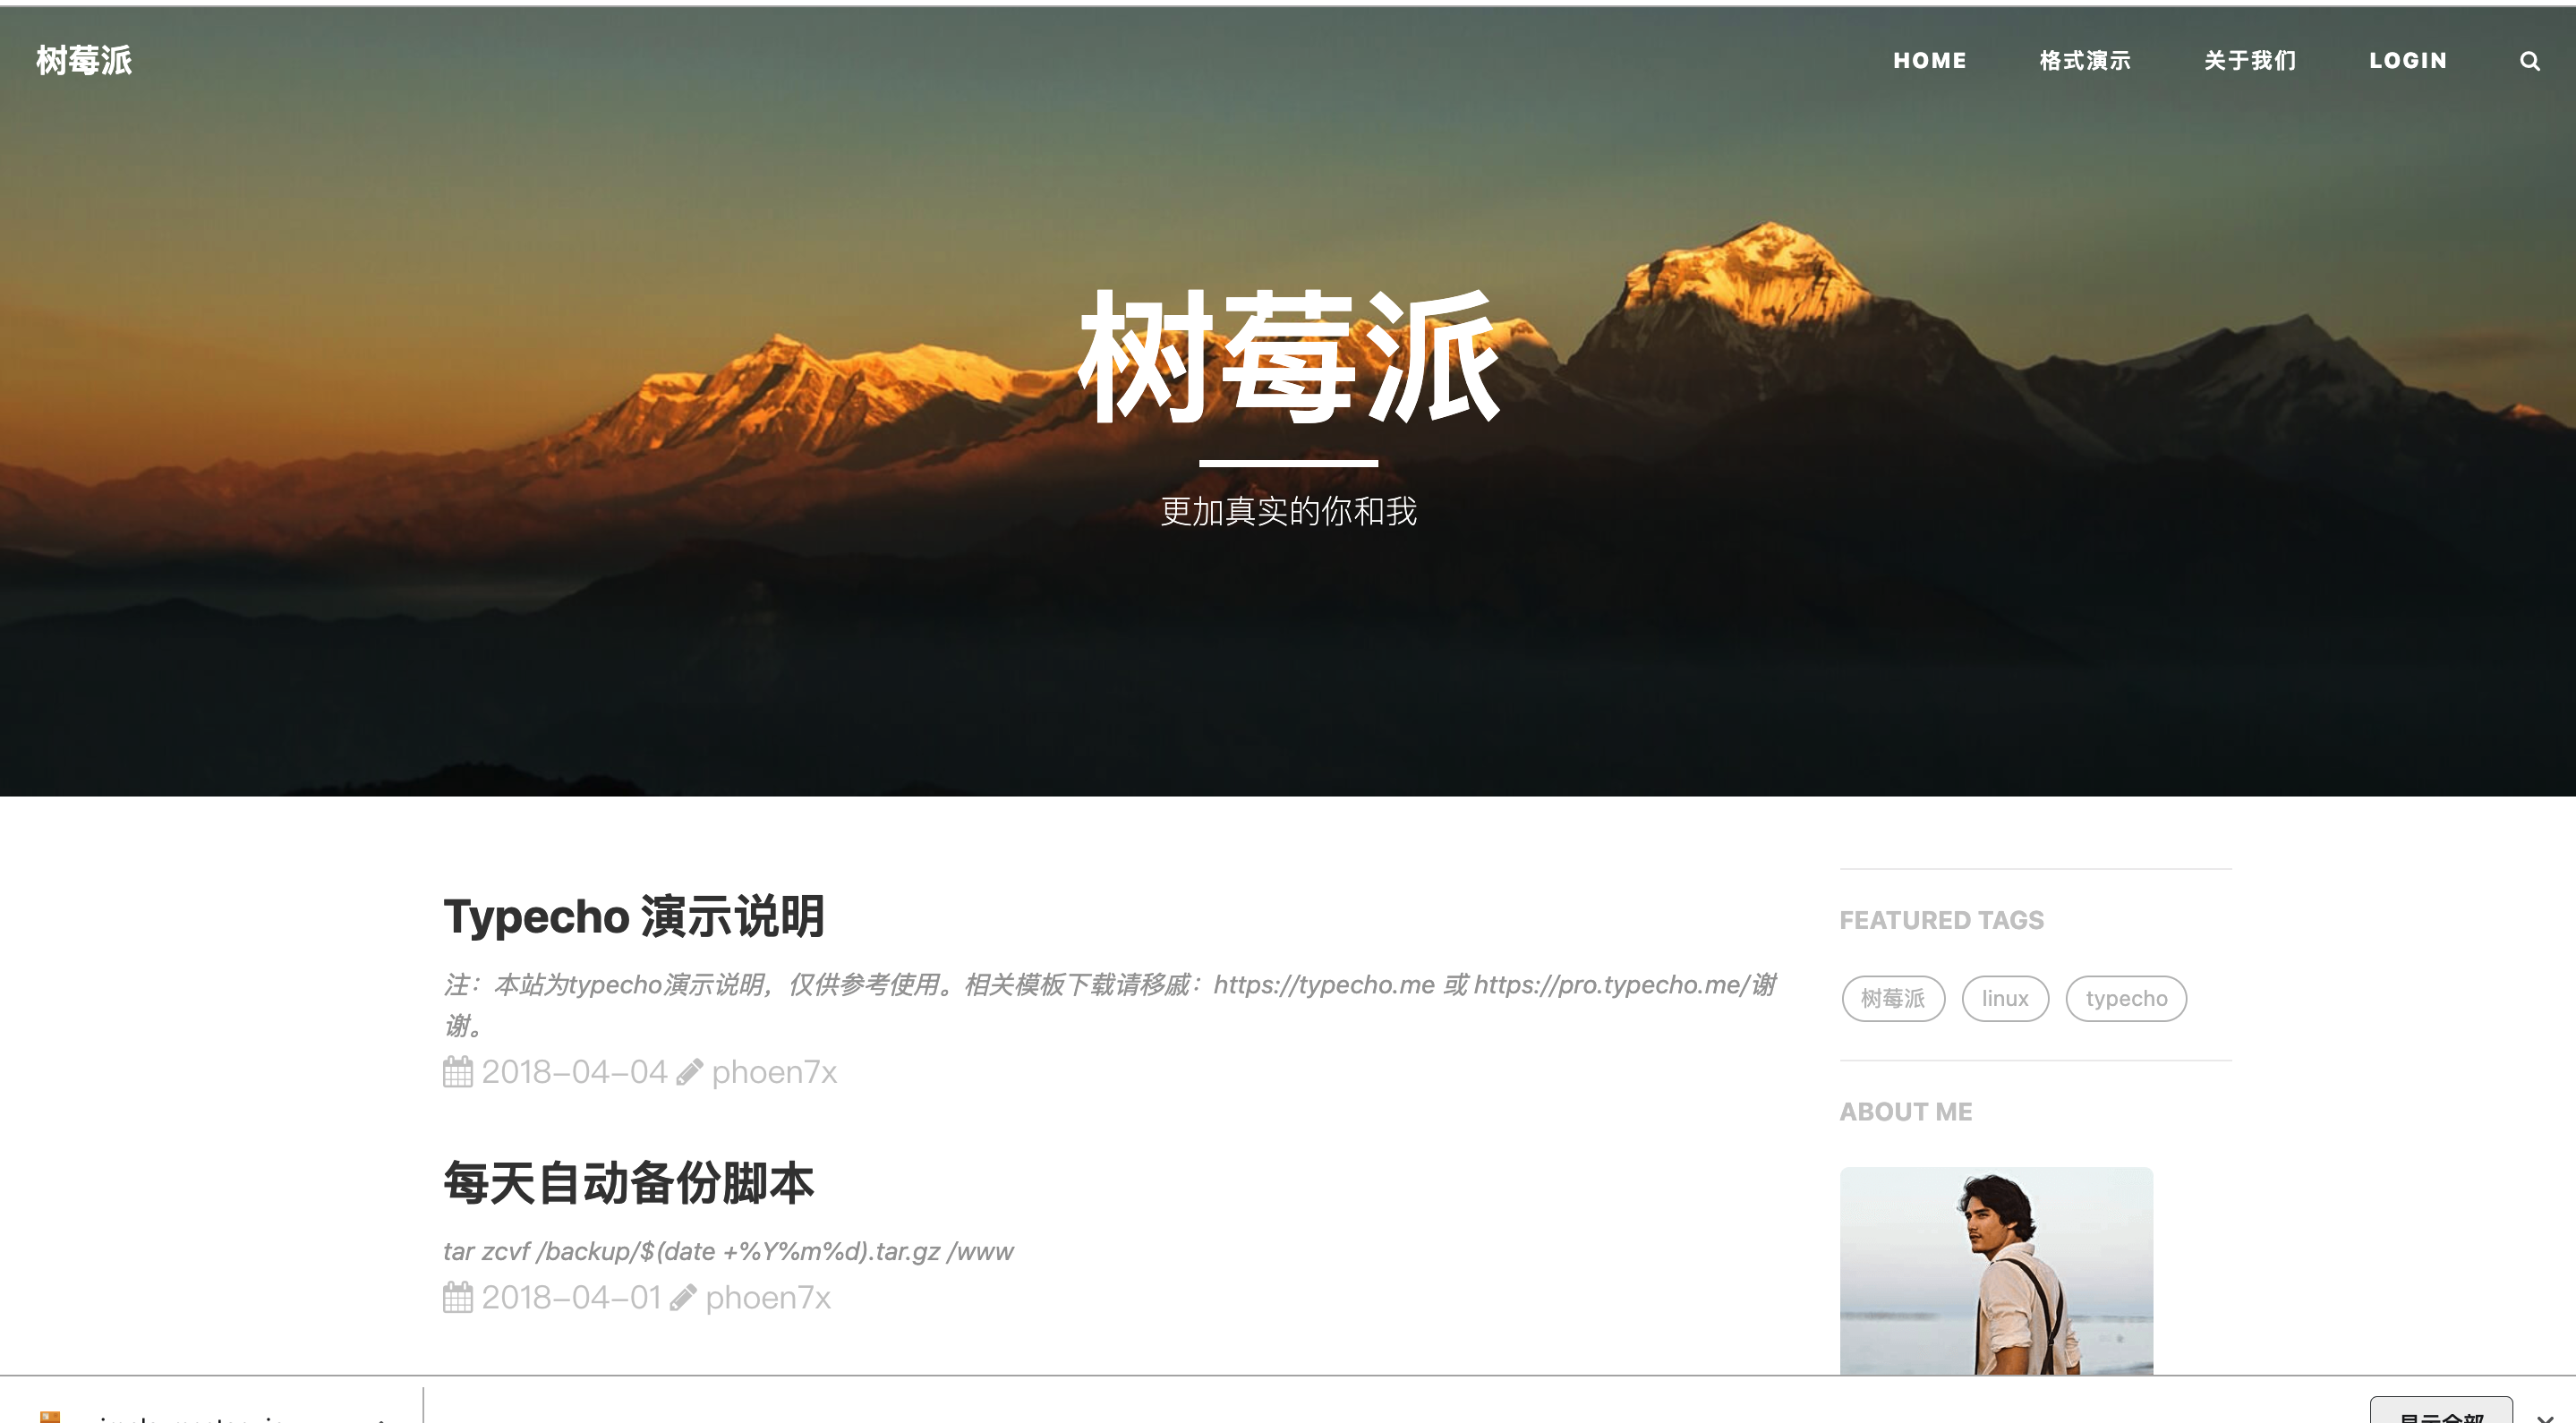 树莓派
HOME 格式演示 关于我们 LOGIN
树莓派
更加真实的你和我
Typecho 演示说明
注：本站为typecho演示说明，仅供参考使用。相关模板下载请移戚：https://typecho.me 或 https://pro.typecho.me/谢
谢。
2018-04-04 phoen7x
每天自动备份脚本
tar zcvf /backup/$(date +%Y%m%d).tar.gz /www
2018-04-01 phoen7x
FEATURED TAGS
树莓派 linux typecho
ABOUT ME
显示全部